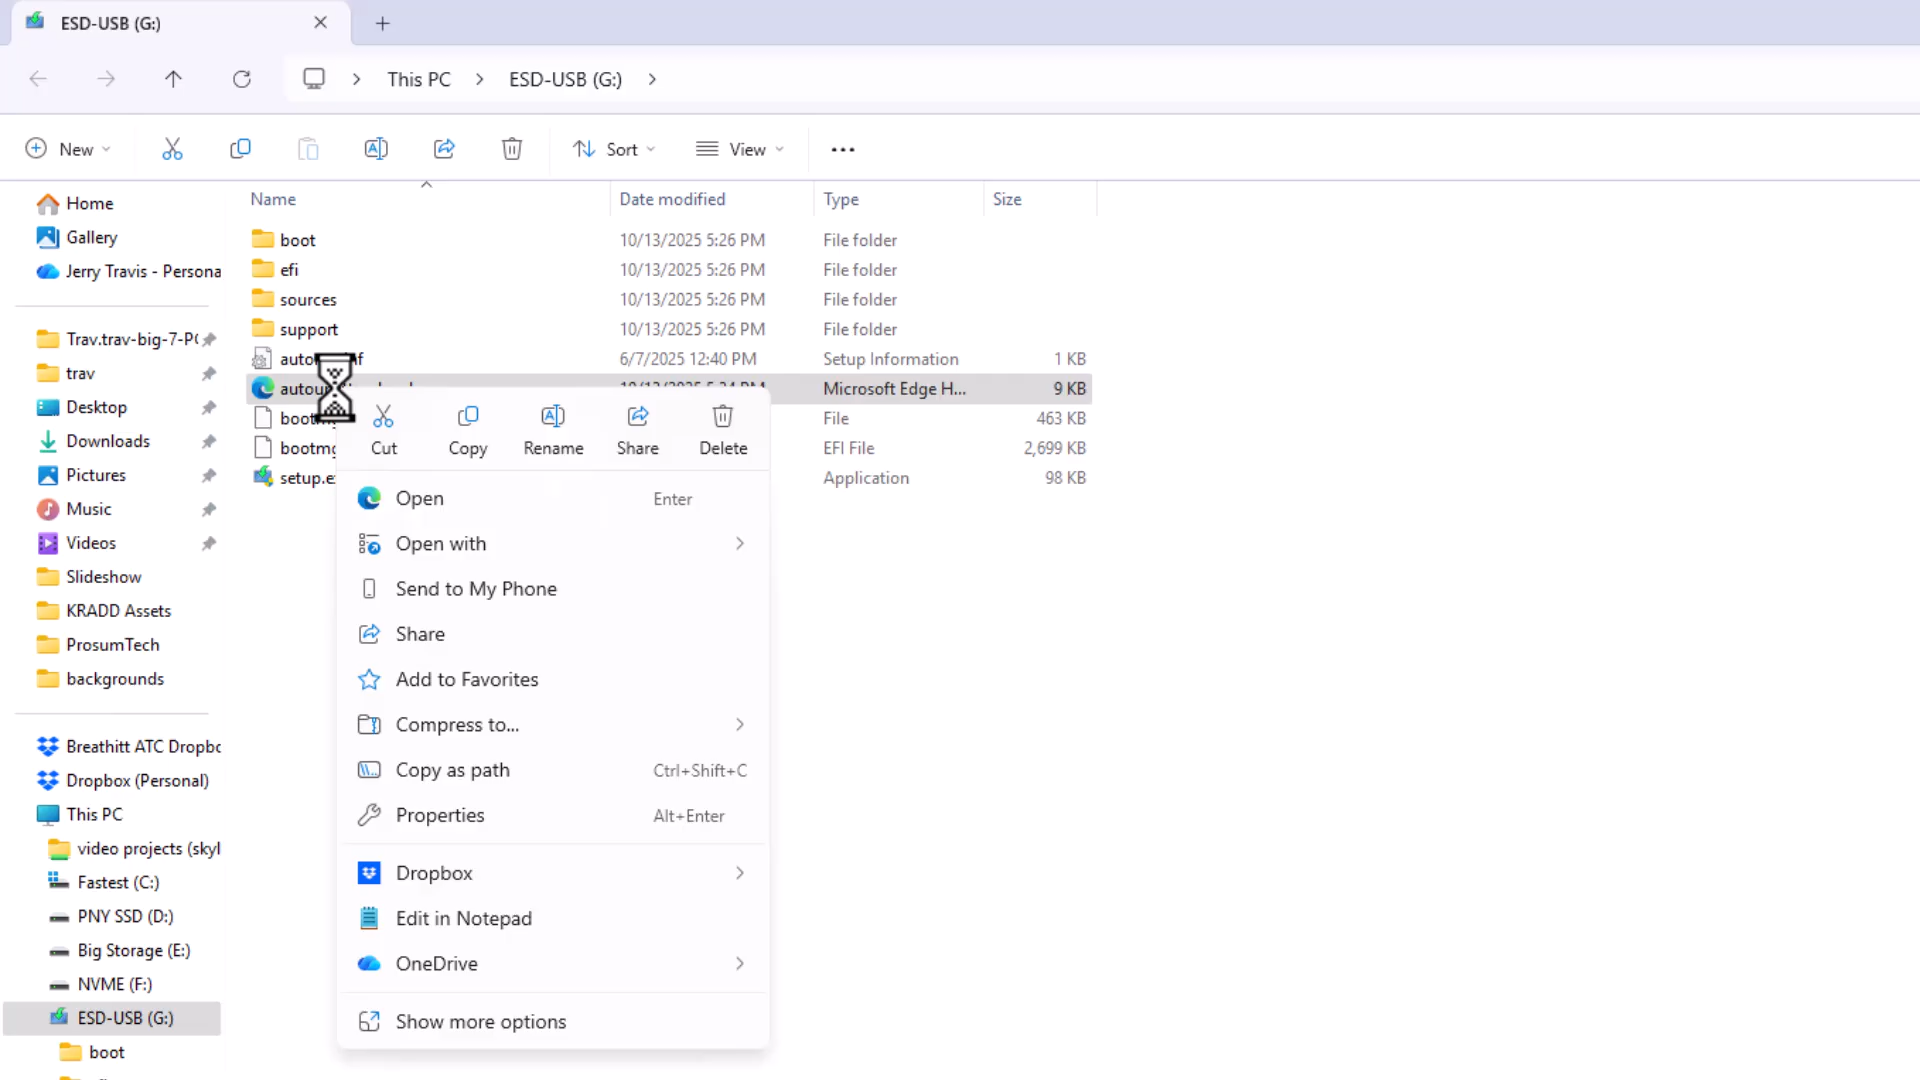 ESD-USB (G:)
This PC
ESD-USB (G:)
New
Sort
View
Name
Date modified
Type
Size
Home
Gallery
Jerry Travis - Persona
Trav.trav-big-7-P
trav
Desktop
Downloads
Pictures
Music
Videos
Slideshow
KRADD Assets
ProsumTech
backgrounds
Breathitt ATC Dropbo
Dropbox (Personal)
This PC
video projects (skyl
Fastest (C:)
PNY SSD (D:)
Big Storage (E:)
NVME (F:)
ESD-USB (G:)
boot
boot 10/13/2025 5:26 PM File folder
efi 10/13/2025 5:26 PM File folder
sources 10/13/2025 5:26 PM File folder
support 10/13/2025 5:26 PM File folder
6/7/2025 12:40 PM Setup Information 1 KB
Microsoft Edge H... 9 KB
File 463 KB
bootmg EFI File 2,699 KB
setup.e Application 98 KB
Cut
Copy
Rename
Share
Delete
Open Enter
Open with
Send to My Phone
Share
Add to Favorites
Compress to...
Copy as path Ctrl+Shift+C
Properties Alt+Enter
Dropbox
Edit in Notepad
OneDrive
Show more options